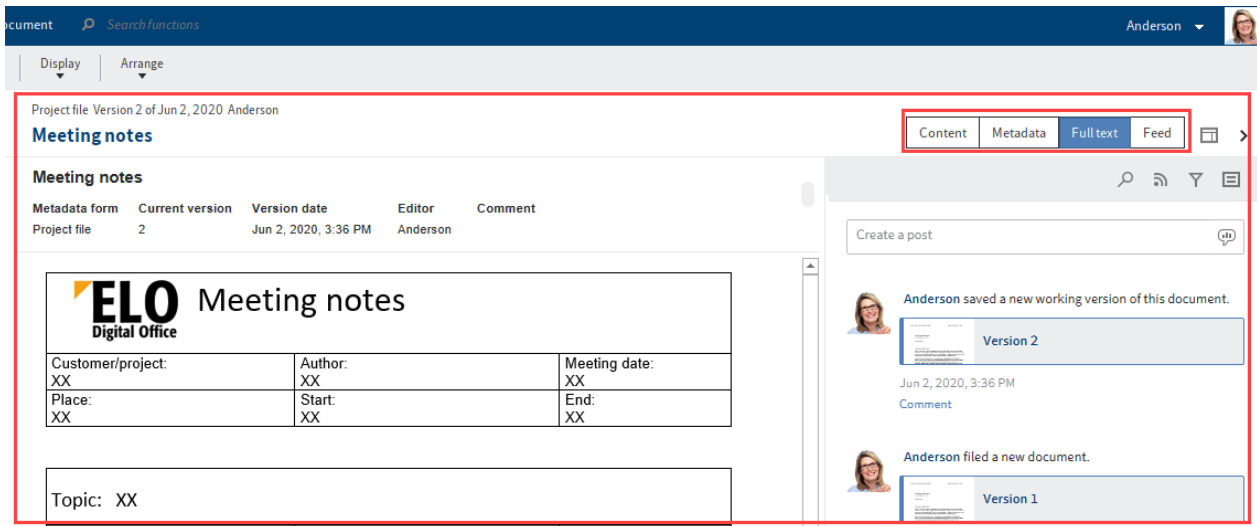 ocument Search functions Anderson
Display Arrange
Project file Version 2 of Jun 2, 2020 Anderson
Meeting notes
Content Metadata Full text Feed
Meeting notes
Metadata form Current version Version date Editor Comment
Project file 2 Jun 2, 2020, 3:36 PM Anderson
Create a post
ELO Digital Office
Meeting notes
Customer/project: Author: Meeting date:
XX XX XX
Place: Start: End:
XX XX XX
Topic: XX
Anderson saved a new working version of this document.
Version 2
Jun 2, 2020, 3:36 PM
Comment
Anderson filed a new document.
Version 1